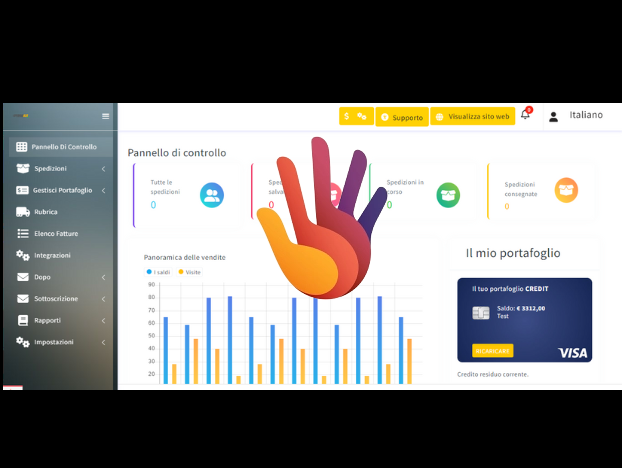 $
Supporto
Visualizza sito web
Italiano
Pannello Di Controllo
Spedizioni
Gestisci Portafoglio
Rubrica
Elenco Fatture
Integrazioni
Dopo
Sottoscrizione
Rapporti
Impostazioni
Pannello di controllo
Tutte le
spedizioni
0
Spe
salva
0
Spedizioni in
corso
0
Spedizioni
consegnate
0
Panoramica delle vendite
I saldi
Visite
90
80
70
60
50
40
30
20
Il mio portafoglio
Il tuo portafoglio CREDIT
Saldo: € 3312,00
Test
RICARICARE
VISA
Credito residuo corrente.